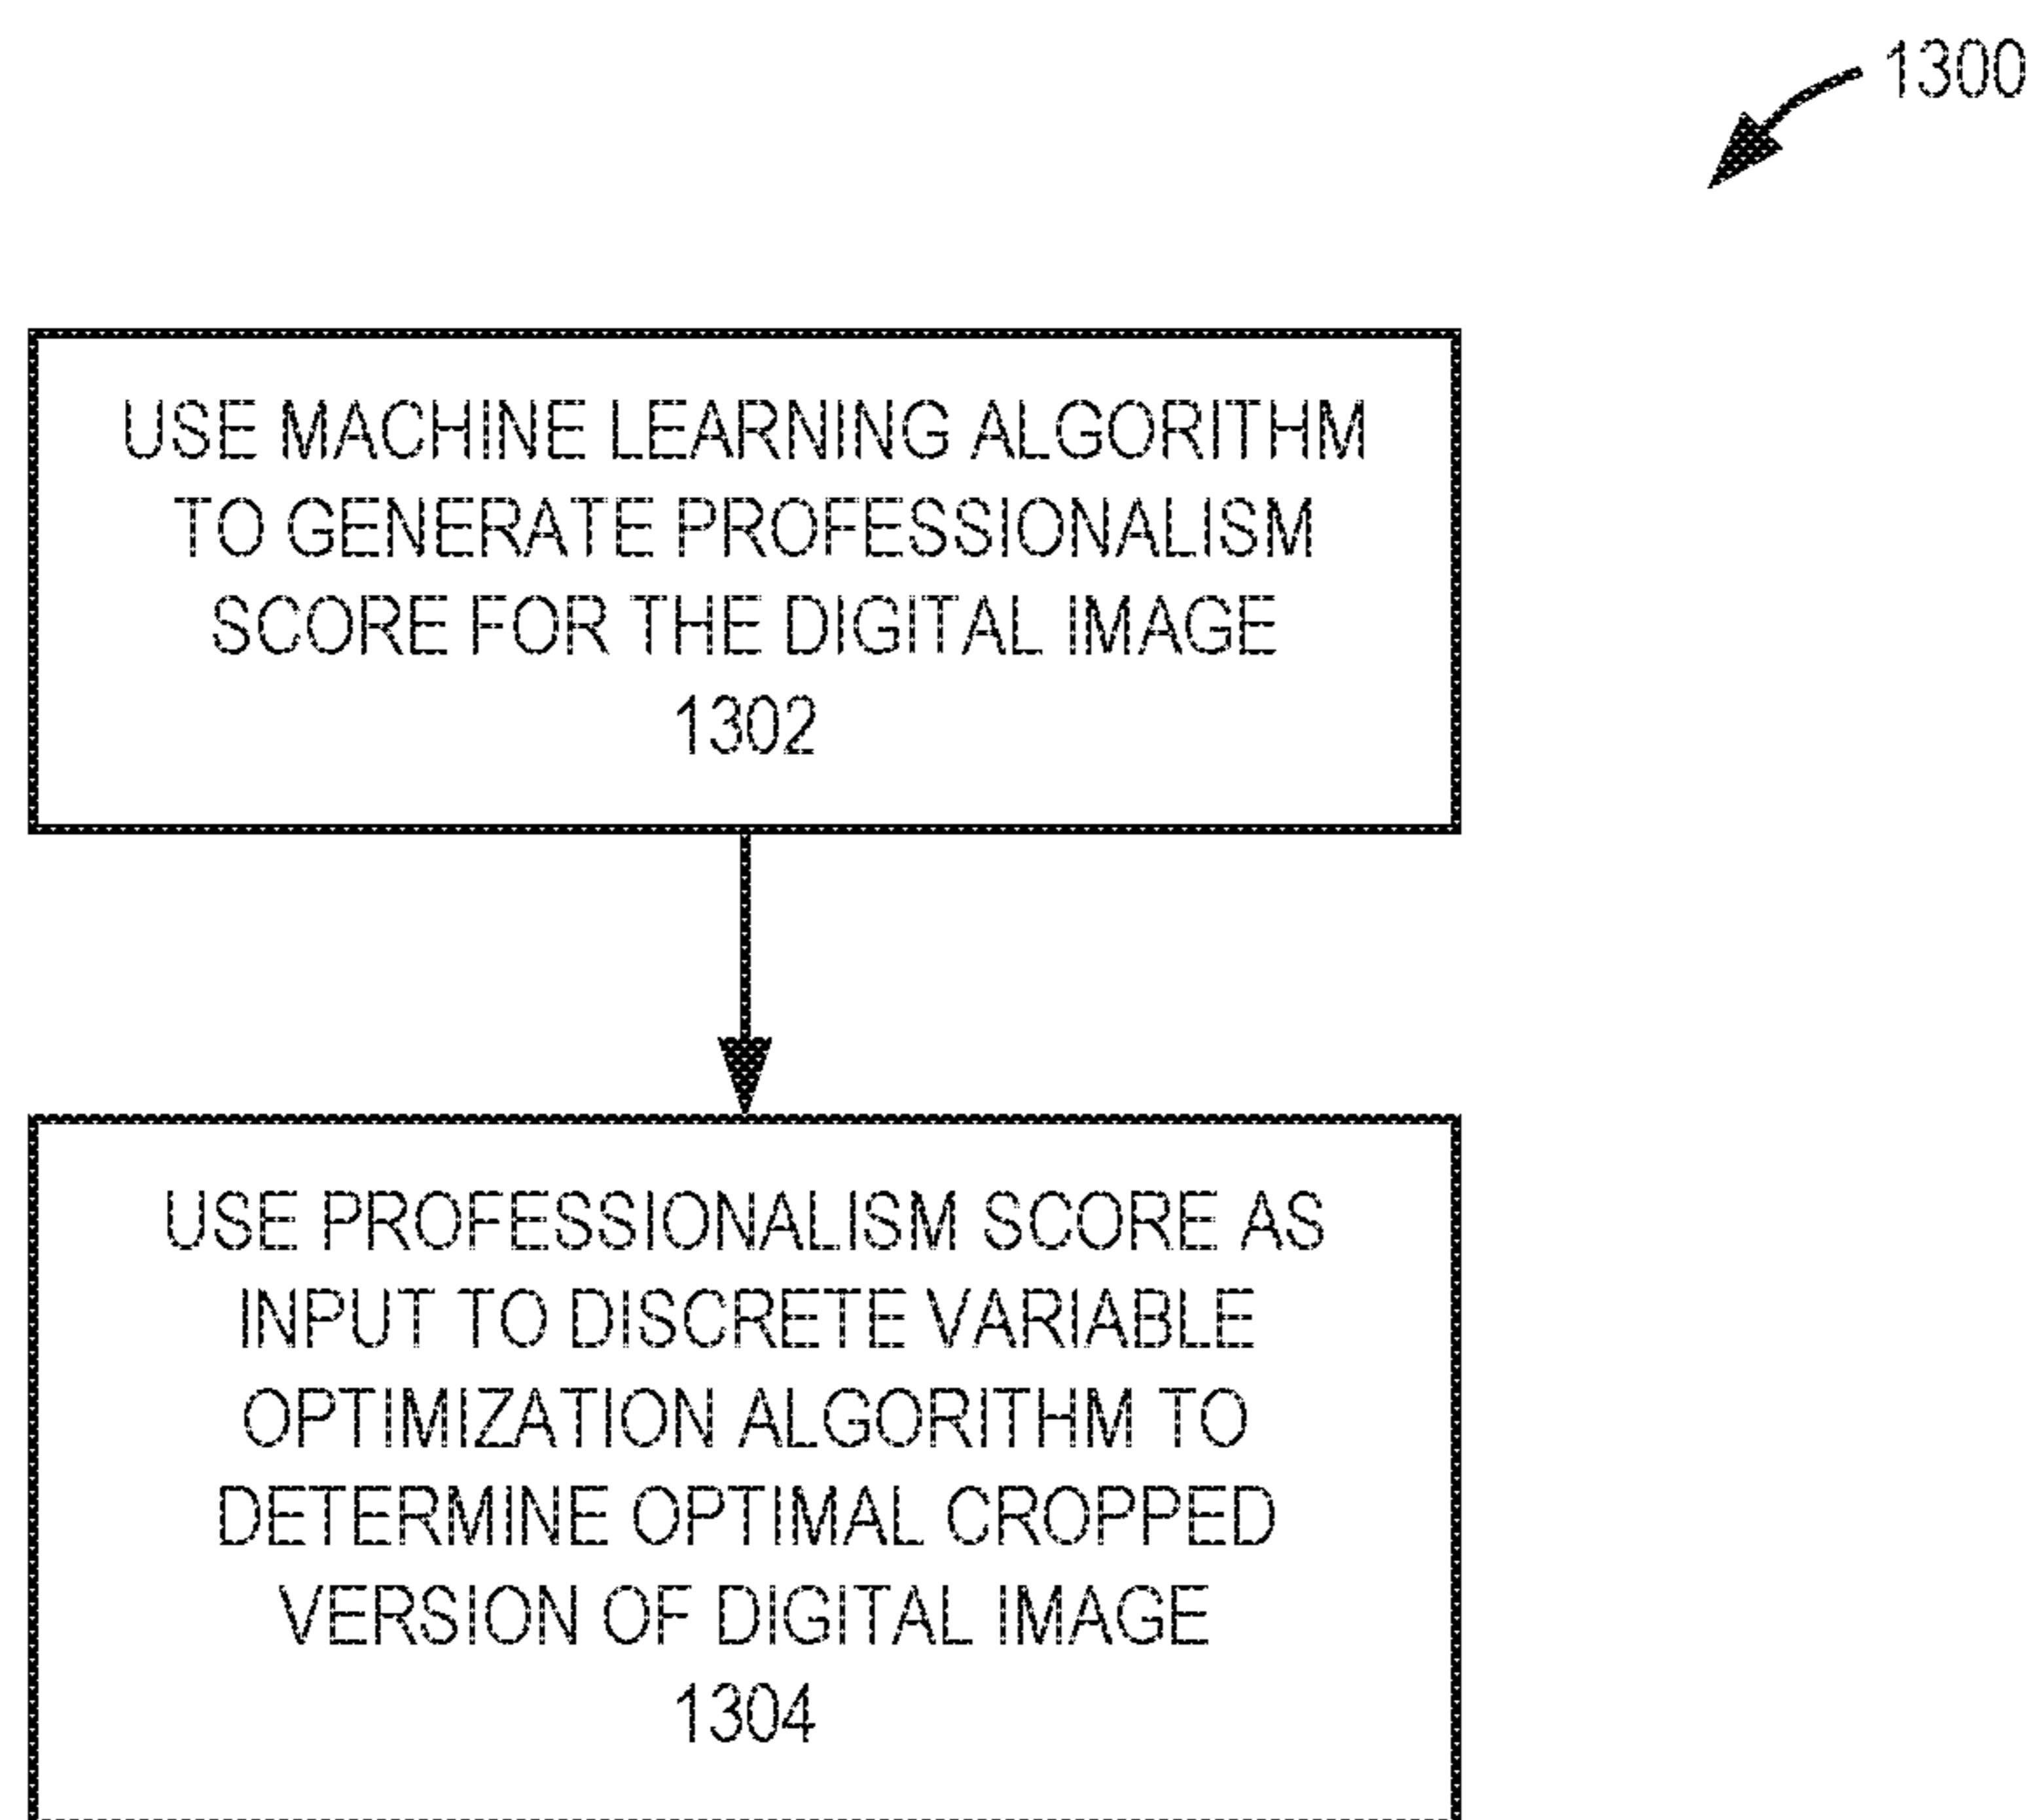 1300
USE MACHINE LEARNING ALGORITHM
TO GENERATE PROFESSIONALISM
SCORE FOR THE DIGITAL IMAGE
1302
USE PROFESSIONALISM SCORE AS
INPUT TO DISCRETE VARIABLE
OPTIMIZATION ALGORITHM TO
DETERMINE OPTIMAL CROPPED
VERSION OF DIGITAL IMAGE
1304